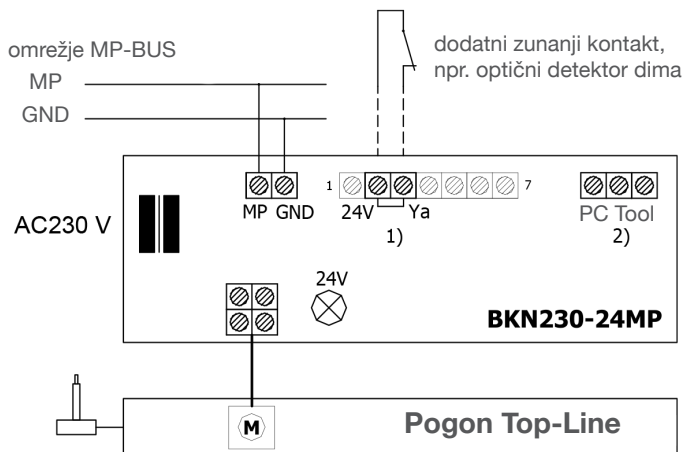 omrežje MP-BUS
MP
GND
dodatni zunanji kontakt,
npr. optični detektor dima
1
7
MP GND
24V
Ya
1)
PC Tool
2)
AC230 V
24V
BKN230-24MP
M
Pogon Top-Line